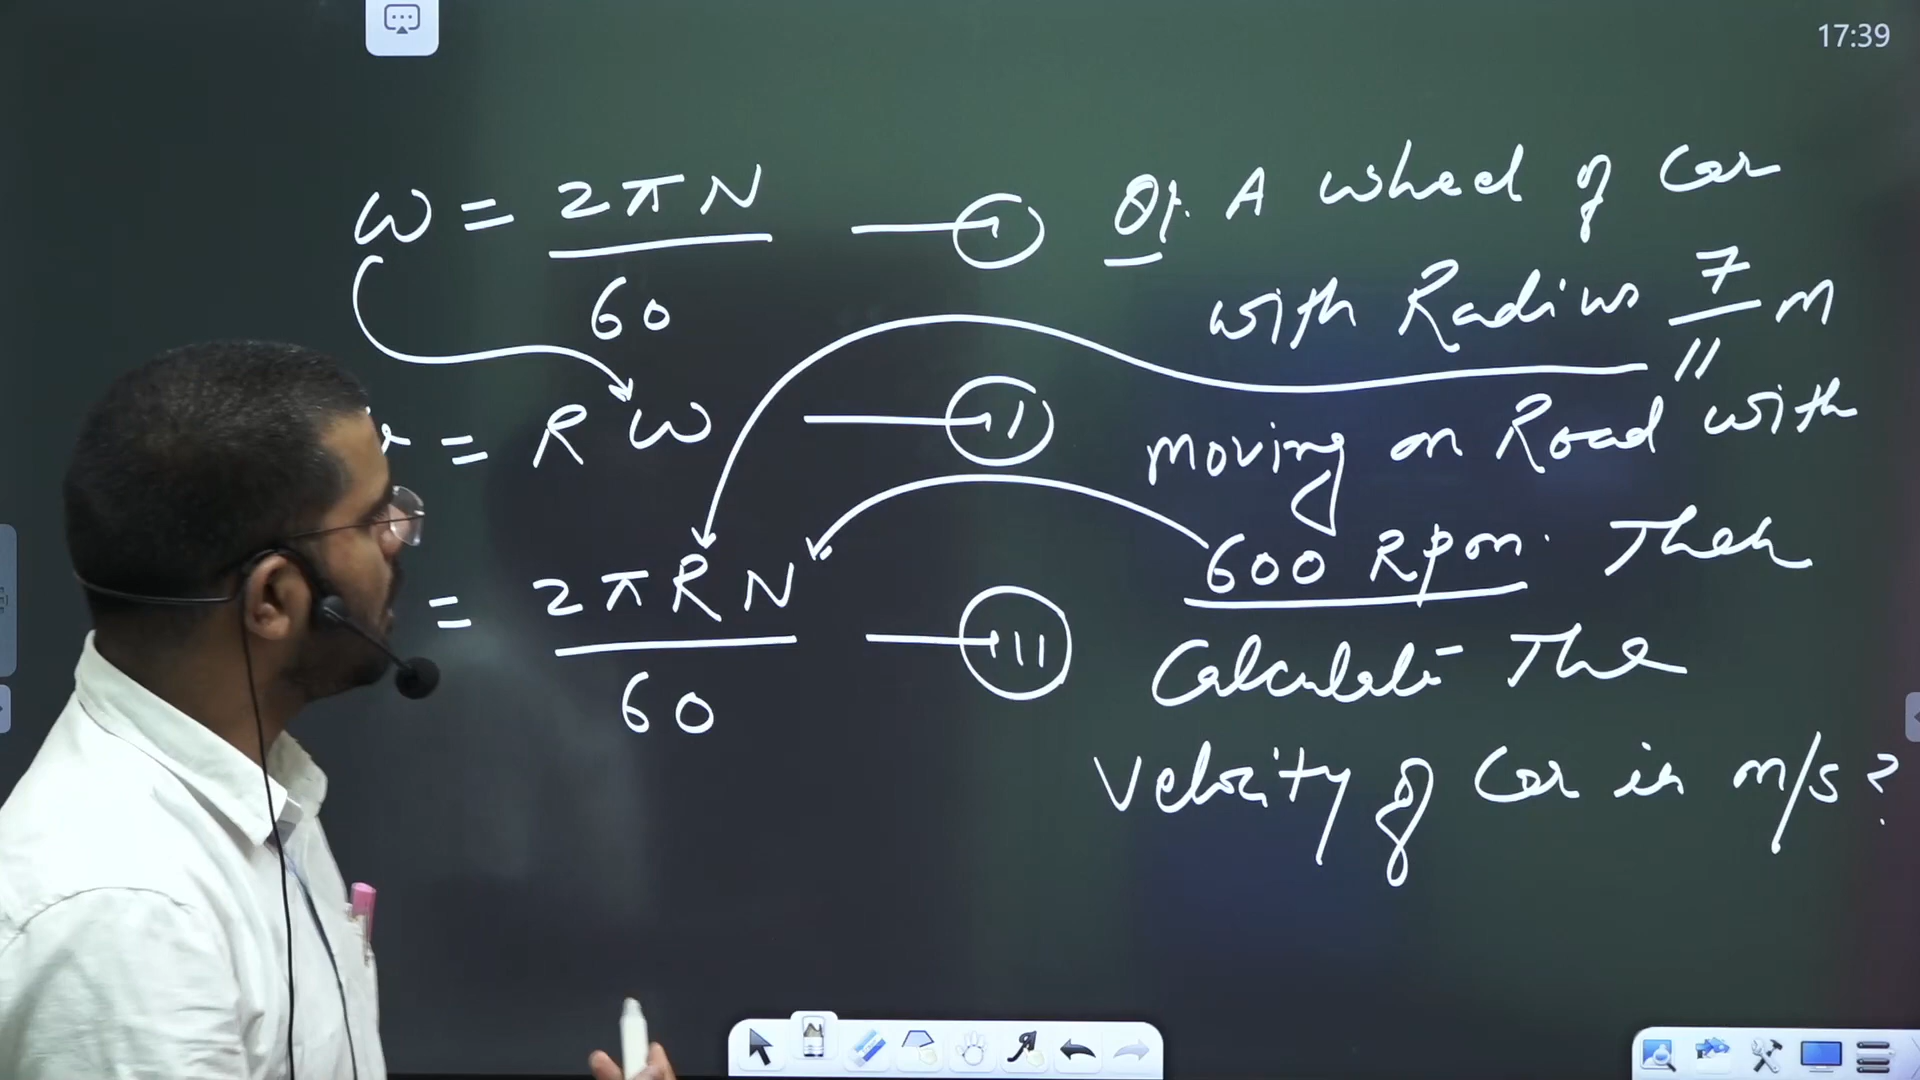 17:39
ω = 2πN / 60 — I
= R ω — II
= 2πRN / 60 — III
Q1. A wheel of Car
with Radius 7/11 m
moving on Road with
600 Rpm. Then
Calculate The
Velocity of Car in m/s?